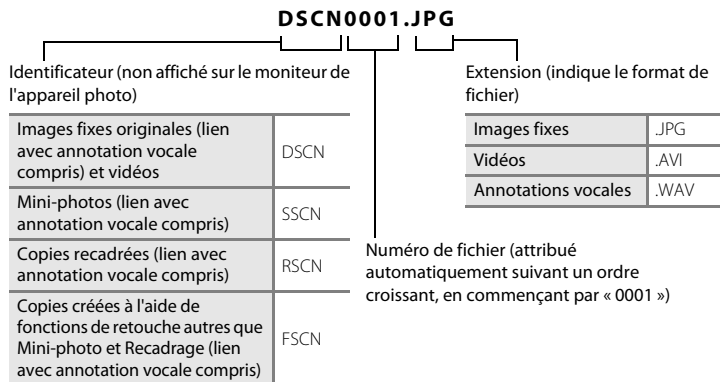 DSCN0001.JPG
Identificateur (non affiché sur le moniteur de
l'appareil photo)
Images fixes originales (lien
avec annotation vocale
compris) et vidéos
DSCN
Mini-photos (lien avec
annotation vocale compris)
SSCN
Copies recadrées (lien avec
annotation vocale compris)
RSCN
Copies créées à l'aide de
fonctions de retouche autres que
Mini-photo et Recadrage (lien
avec annotation vocale compris)
FSCN
Extension (indique le format de
fichier)
Images fixes .JPG
Vidéos .AVI
Annotations vocales .WAV
Numéro de fichier (attribué
automatiquement suivant un ordre
croissant, en commençant par « 0001 »)